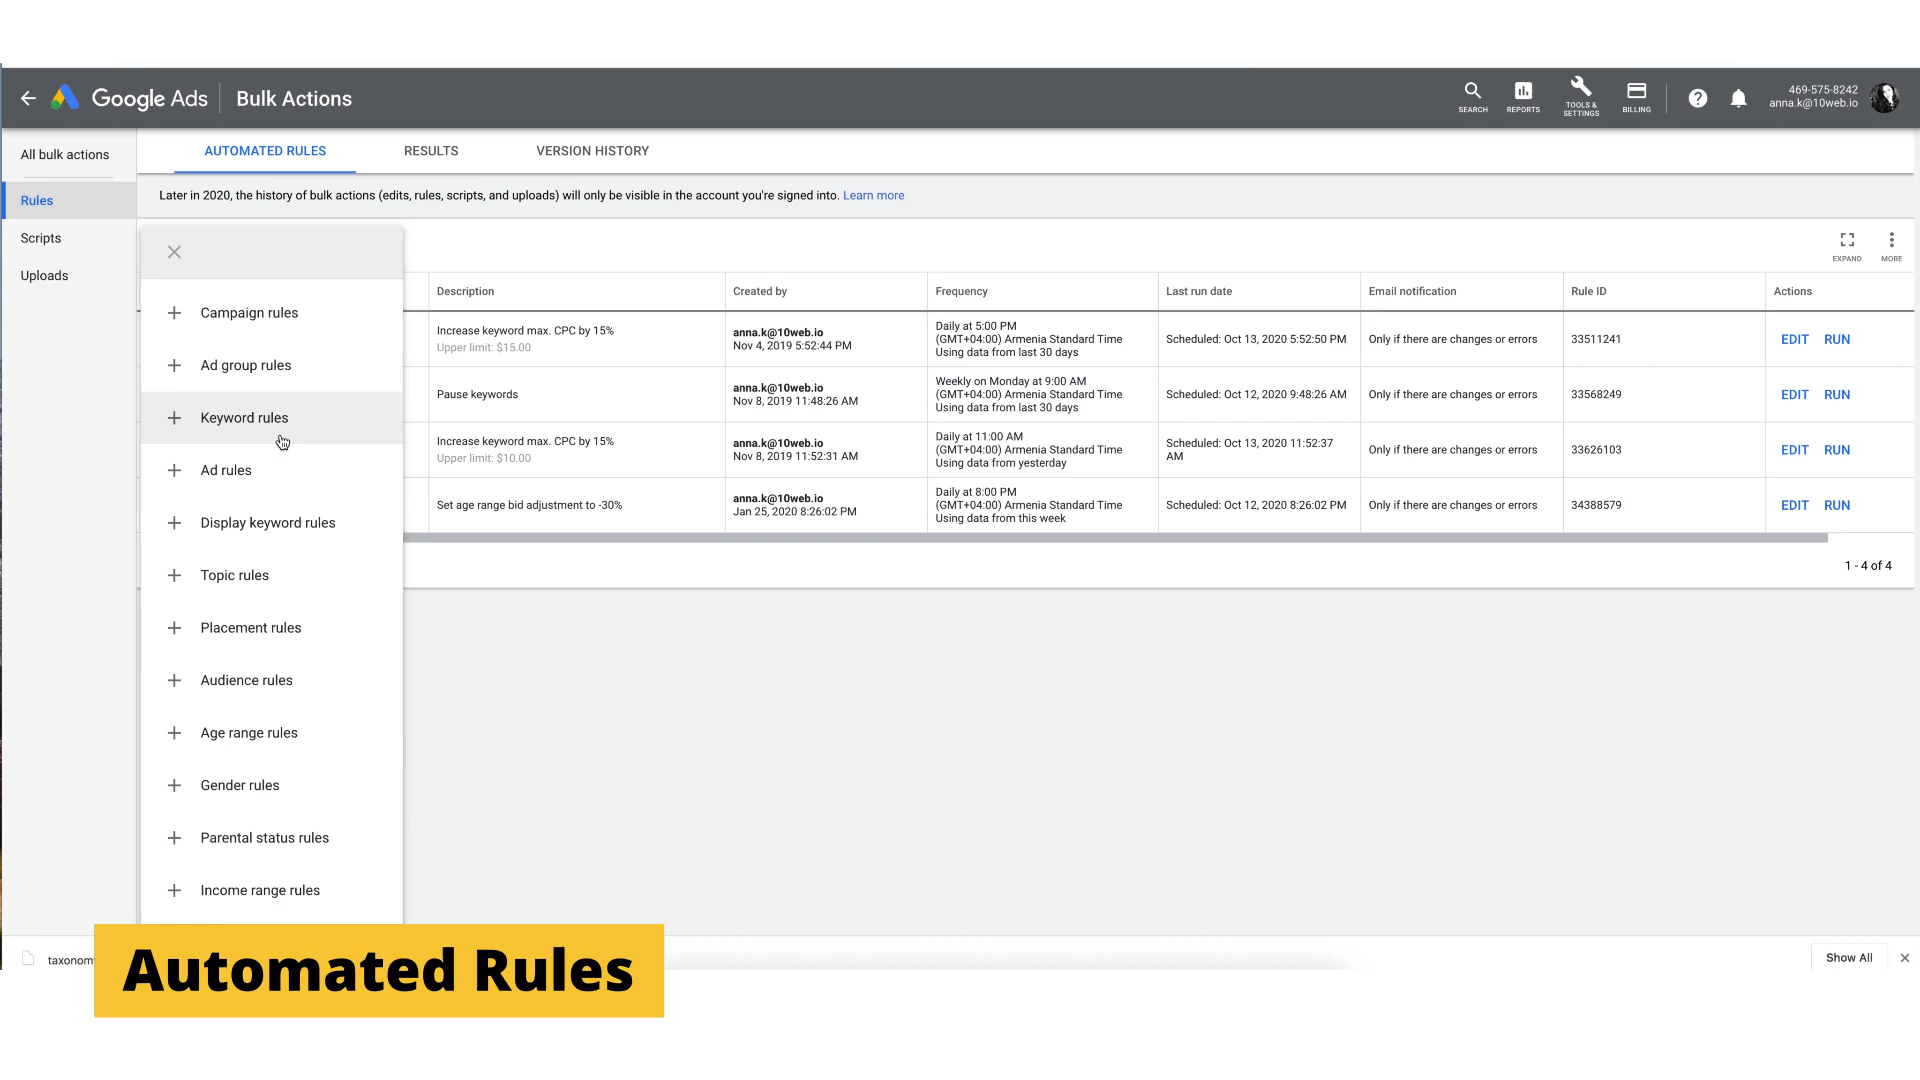 Google Ads
Bulk Actions
SEARCH
REPORTS
TOOLS &
SETTINGS
BILLING
469-575-8242
anna.k@10web.io
All bulk actions
Rules
Scripts
Uploads
AUTOMATED RULES
RESULTS
VERSION HISTORY
Later in 2020, the history of bulk actions (edits, rules, scripts, and uploads) will only be visible in the account you're signed into. Learn more
EXPAND
MORE
Campaign rules
Ad group rules
Keyword rules
Ad rules
Display keyword rules
Topic rules
Placement rules
Audience rules
Age range rules
Gender rules
Parental status rules
Income range rules
Description
Created by
Frequency
Last run date
Email notification
Rule ID
Actions
Increase keyword max. CPC by 15%
Upper limit: $15.00
anna.k@10web.io
Nov 4, 2019 5:52:44 PM
Daily at 5:00 PM
(GMT+04:00) Armenia Standard Time
Using data from last 30 days
Scheduled: Oct 13, 2020 5:52:50 PM
Only if there are changes or errors
33511241
EDIT RUN
Pause keywords
anna.k@10web.io
Nov 8, 2019 11:48:26 AM
Weekly on Monday at 9:00 AM
(GMT+04:00) Armenia Standard Time
Using data from last 30 days
Scheduled: Oct 12, 2020 9:48:26 AM
Only if there are changes or errors
33568249
EDIT RUN
Increase keyword max. CPC by 15%
Upper limit: $10.00
anna.k@10web.io
Nov 8, 2019 11:52:31 AM
Daily at 11:00 AM
(GMT+04:00) Armenia Standard Time
Using data from yesterday
Scheduled: Oct 13, 2020 11:52:37
AM
Only if there are changes or errors
33626103
EDIT RUN
Set age range bid adjustment to -30%
anna.k@10web.io
Jan 25, 2020 8:26:02 PM
Daily at 8:00 PM
(GMT+04:00) Armenia Standard Time
Using data from this week
Scheduled: Oct 12, 2020 8:26:02 PM
Only if there are changes or errors
34388579
EDIT RUN
1 - 4 of 4
Automated Rules
Show All